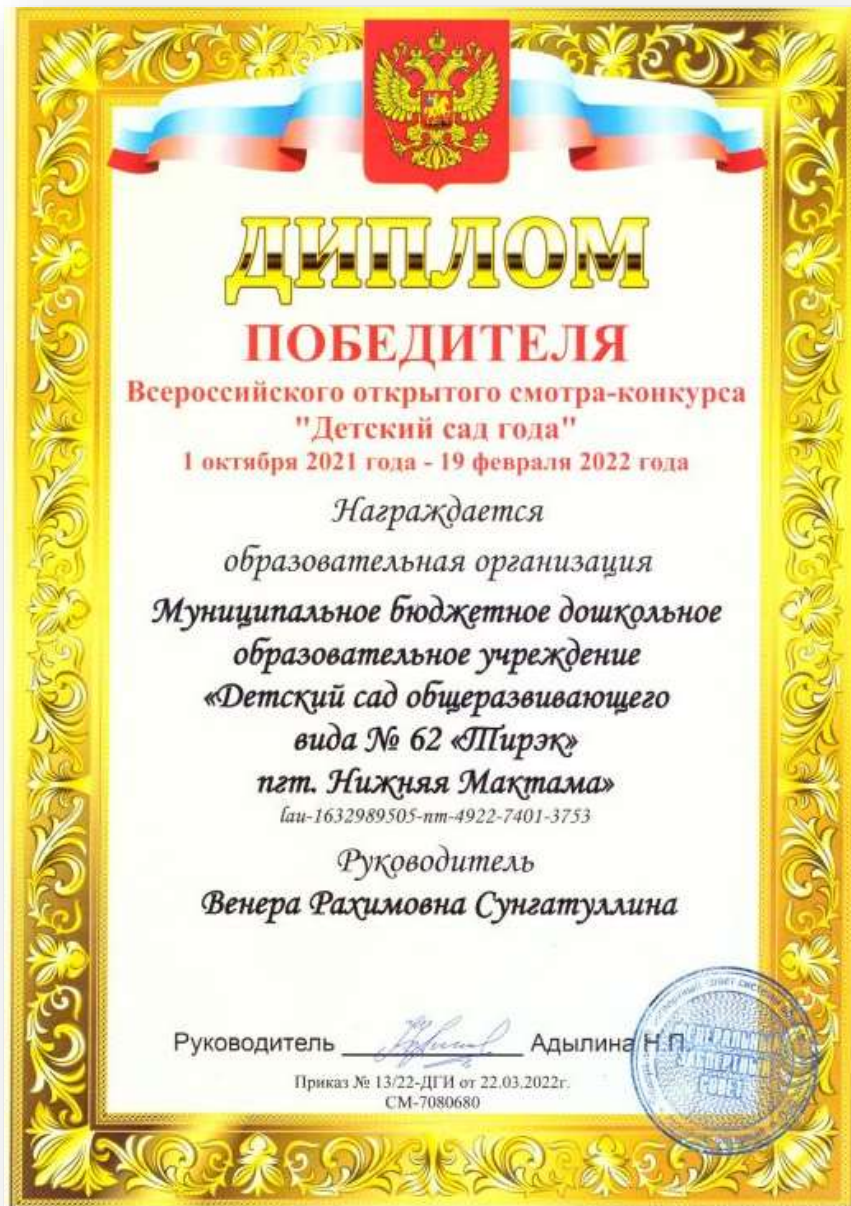 ДИПЛОМ
ПОБЕДИТЕЛЯ
Всероссийского открытого смотра-конкурса
"Детский сад года"
1 октября 2021 года - 19 февраля 2022 года
Награждается
образовательная организация
Муниципальное бюджетное дошкольное
образовательное учреждение
«Детский сад общеразвивающего
вида № 62 «Тирэк»
пгт. Нижняя Мактама»
lau-1632989505-nm-4922-7401-3753
Руководитель
Венера Рахимовна Сунгатуллина
Руководитель Адылина Н.П.
Приказ № 13/22-ДГИ от 22.03.2022г.
СМ-7080680
ФЕДЕРАЛЬНЫЙ
ЭКСПЕРТНЫЙ
СОВЕТ